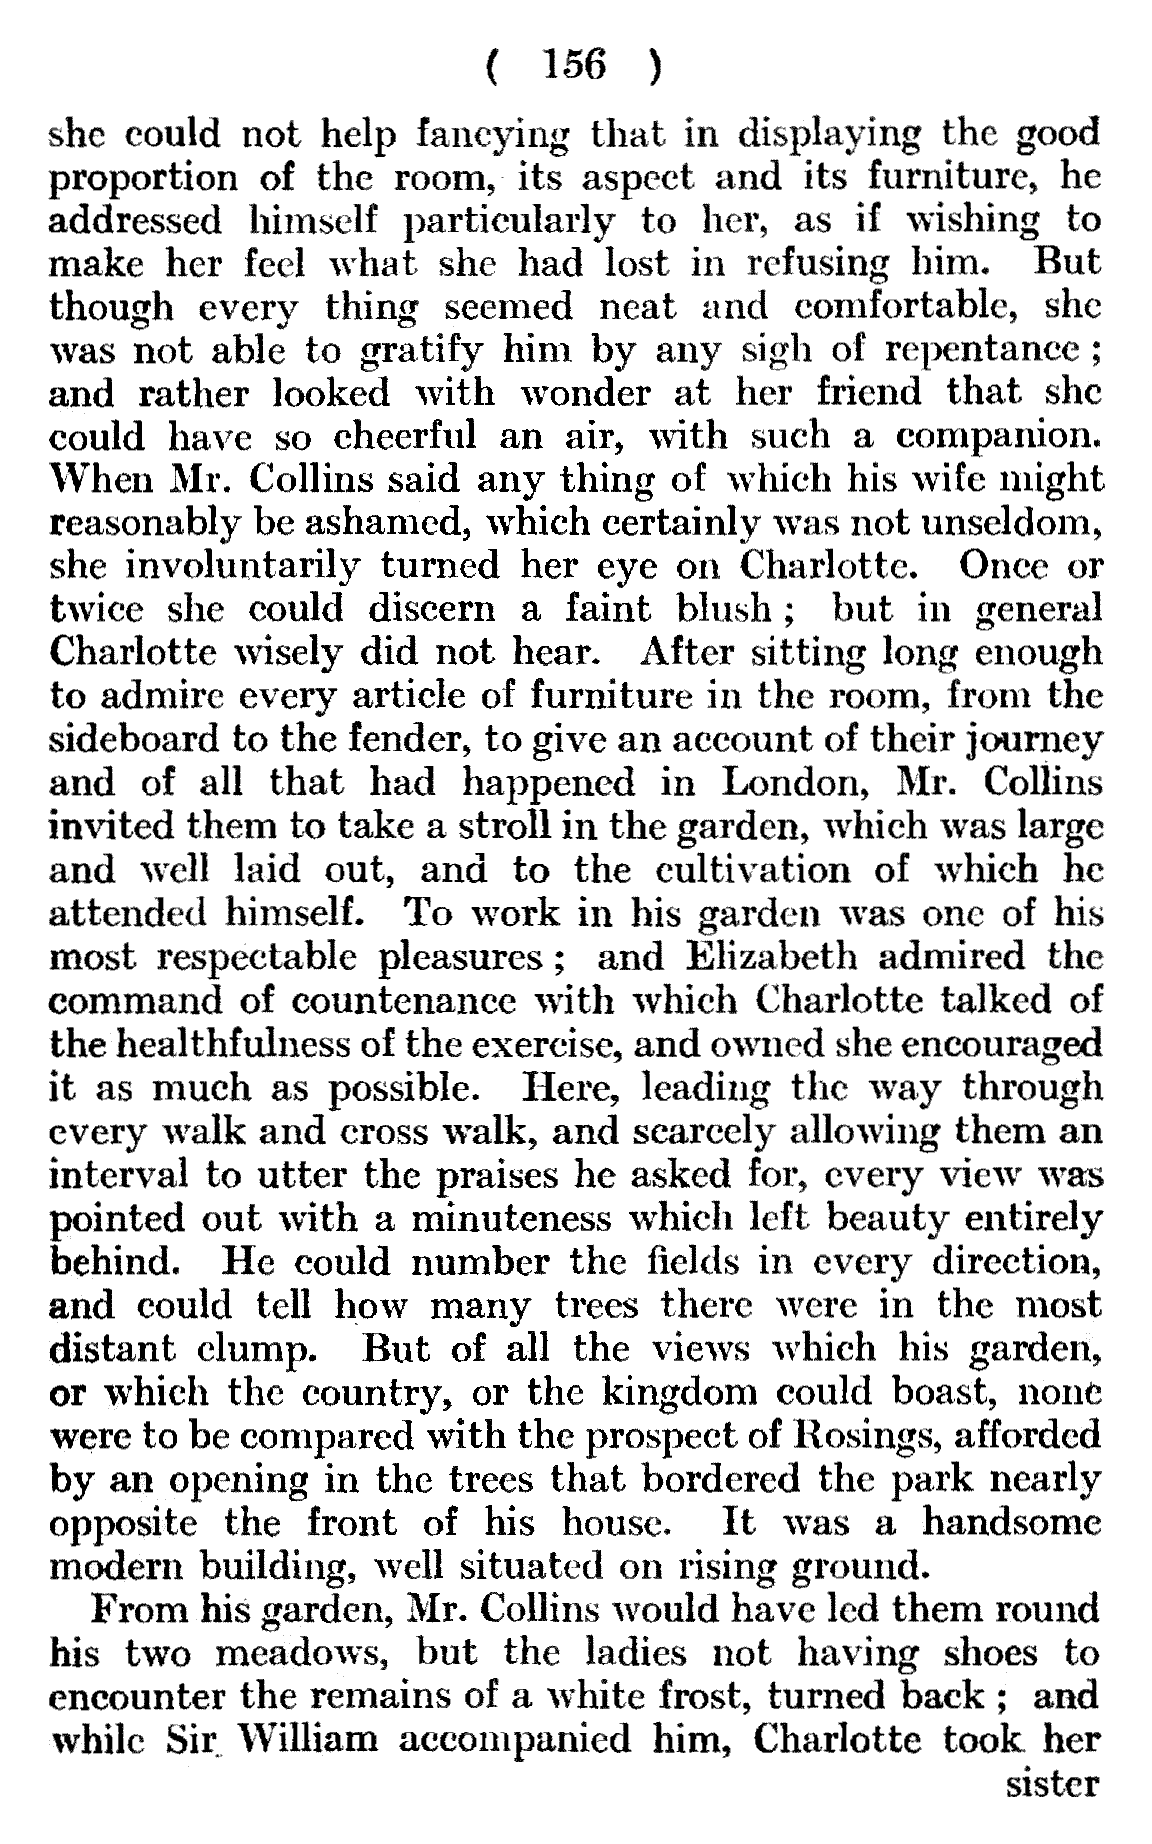 ( 156 )
she could not help fancying that in displaying the good
proportion of the room, its aspect and its furniture, he
addressed himself particularly to her, as if wishing to
make her feel what she had lost in refusing him. But
though every thing seemed neat and comfortable, she
was not able to gratify him by any sigh of repentance ;
and rather looked with wonder at her friend that she
could have so cheerful an air, with such a companion.
When Mr. Collins said any thing of which his wife might
reasonably be ashamed, which certainly was not unseldom,
she involuntarily turned her eye on Charlotte. Once or
twice she could discern a faint blush ; but in general
Charlotte wisely did not hear. After sitting long enough
to admire every article of furniture in the room, from the
sideboard to the fender, to give an account of their journey
and of all that had happened in London, Mr. Collins
invited them to take a stroll in the garden, which was large
and well laid out, and to the cultivation of which he
attended himself. To work in his garden was one of his
most respectable pleasures ; and Elizabeth admired the
command of countenance with which Charlotte talked of
the healthfulness of the exercise, and owned she encouraged
it as much as possible. Here, leading the way through
every walk and cross walk, and scarcely allowing them an
interval to utter the praises he asked for, every view was
pointed out with a minuteness which left beauty entirely
behind. He could number the fields in every direction,
and could tell how many trees there were in the most
distant clump. But of all the views which his garden,
or which the country, or the kingdom could boast, none
were to be compared with the prospect of Rosings, afforded
by an opening in the trees that bordered the park nearly
opposite the front of his house. It was a handsome
modern building, well situated on rising ground.
From his garden, Mr. Collins would have led them round
his two meadows, but the ladies not having shoes to
encounter the remains of a white frost, turned back ; and
while Sir William accompanied him, Charlotte took her
sister